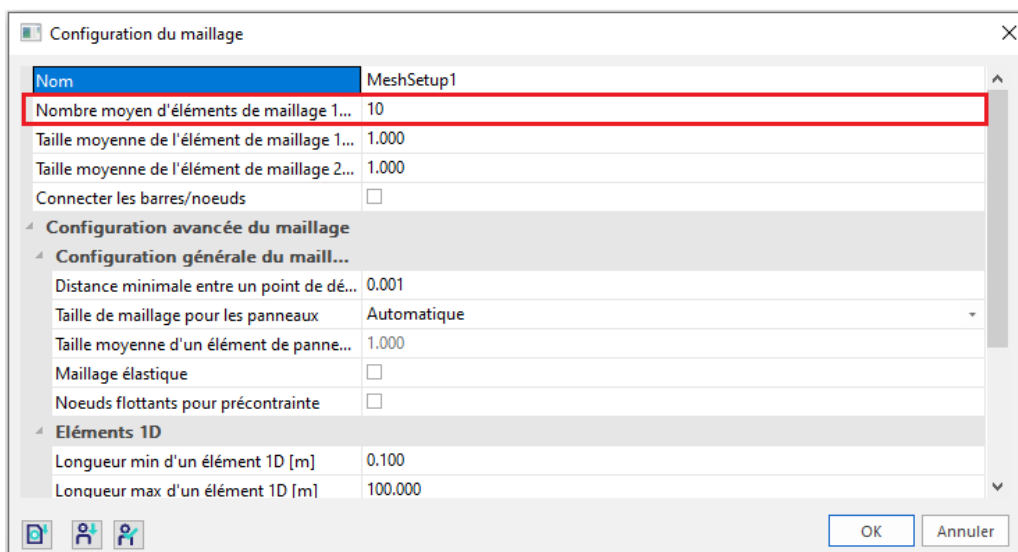 Configuration du maillage
Nom MeshSetup1
Nombre moyen d'éléments de maillage 1... 10
Taille moyenne de l'élément de maillage 1... 1.000
Taille moyenne de l'élément de maillage 2... 1.000
Connecter les barres/noeuds
Configuration avancée du maillage
Configuration générale du maill...
Distance minimale entre un point de dé... 0.001
Taille de maillage pour les panneaux Automatique
Taille moyenne d'un élément de panne... 1.000
Maillage élastique
Noeuds flottants pour précontrainte
Eléments 1D
Longueur min d'un élément 1D [m] 0.100
Longueur max d'un élément 1D [m] 100.000
OK Annuler